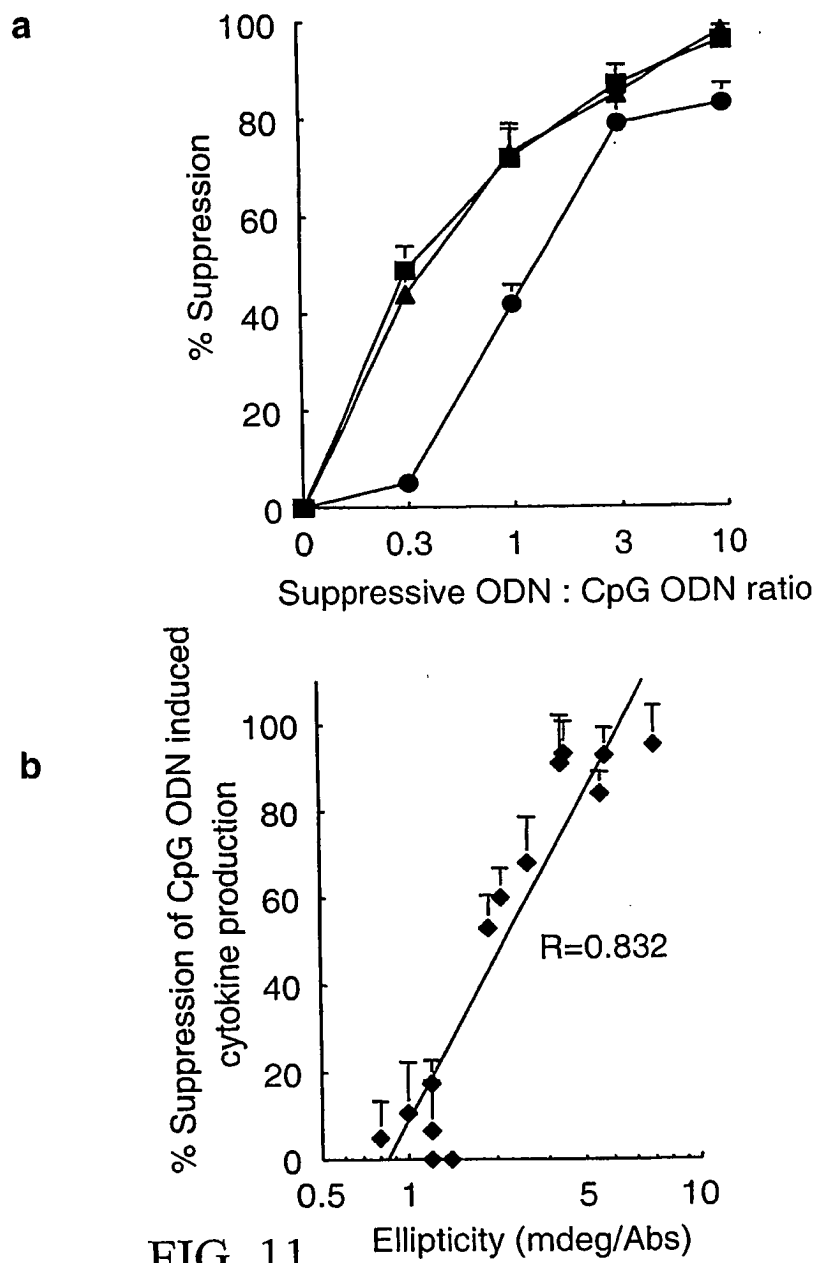 a
100
80
60
40
20
0
% Suppression
0 0.3 1 3 10
Suppressive ODN : CpG ODN ratio
b
% Suppression of CpG ODN induced
cytokine production
100
80
60
40
20
0
R=0.832
0.5 1 5 10
Ellipticity (mdeg/Abs)
FIG. 11